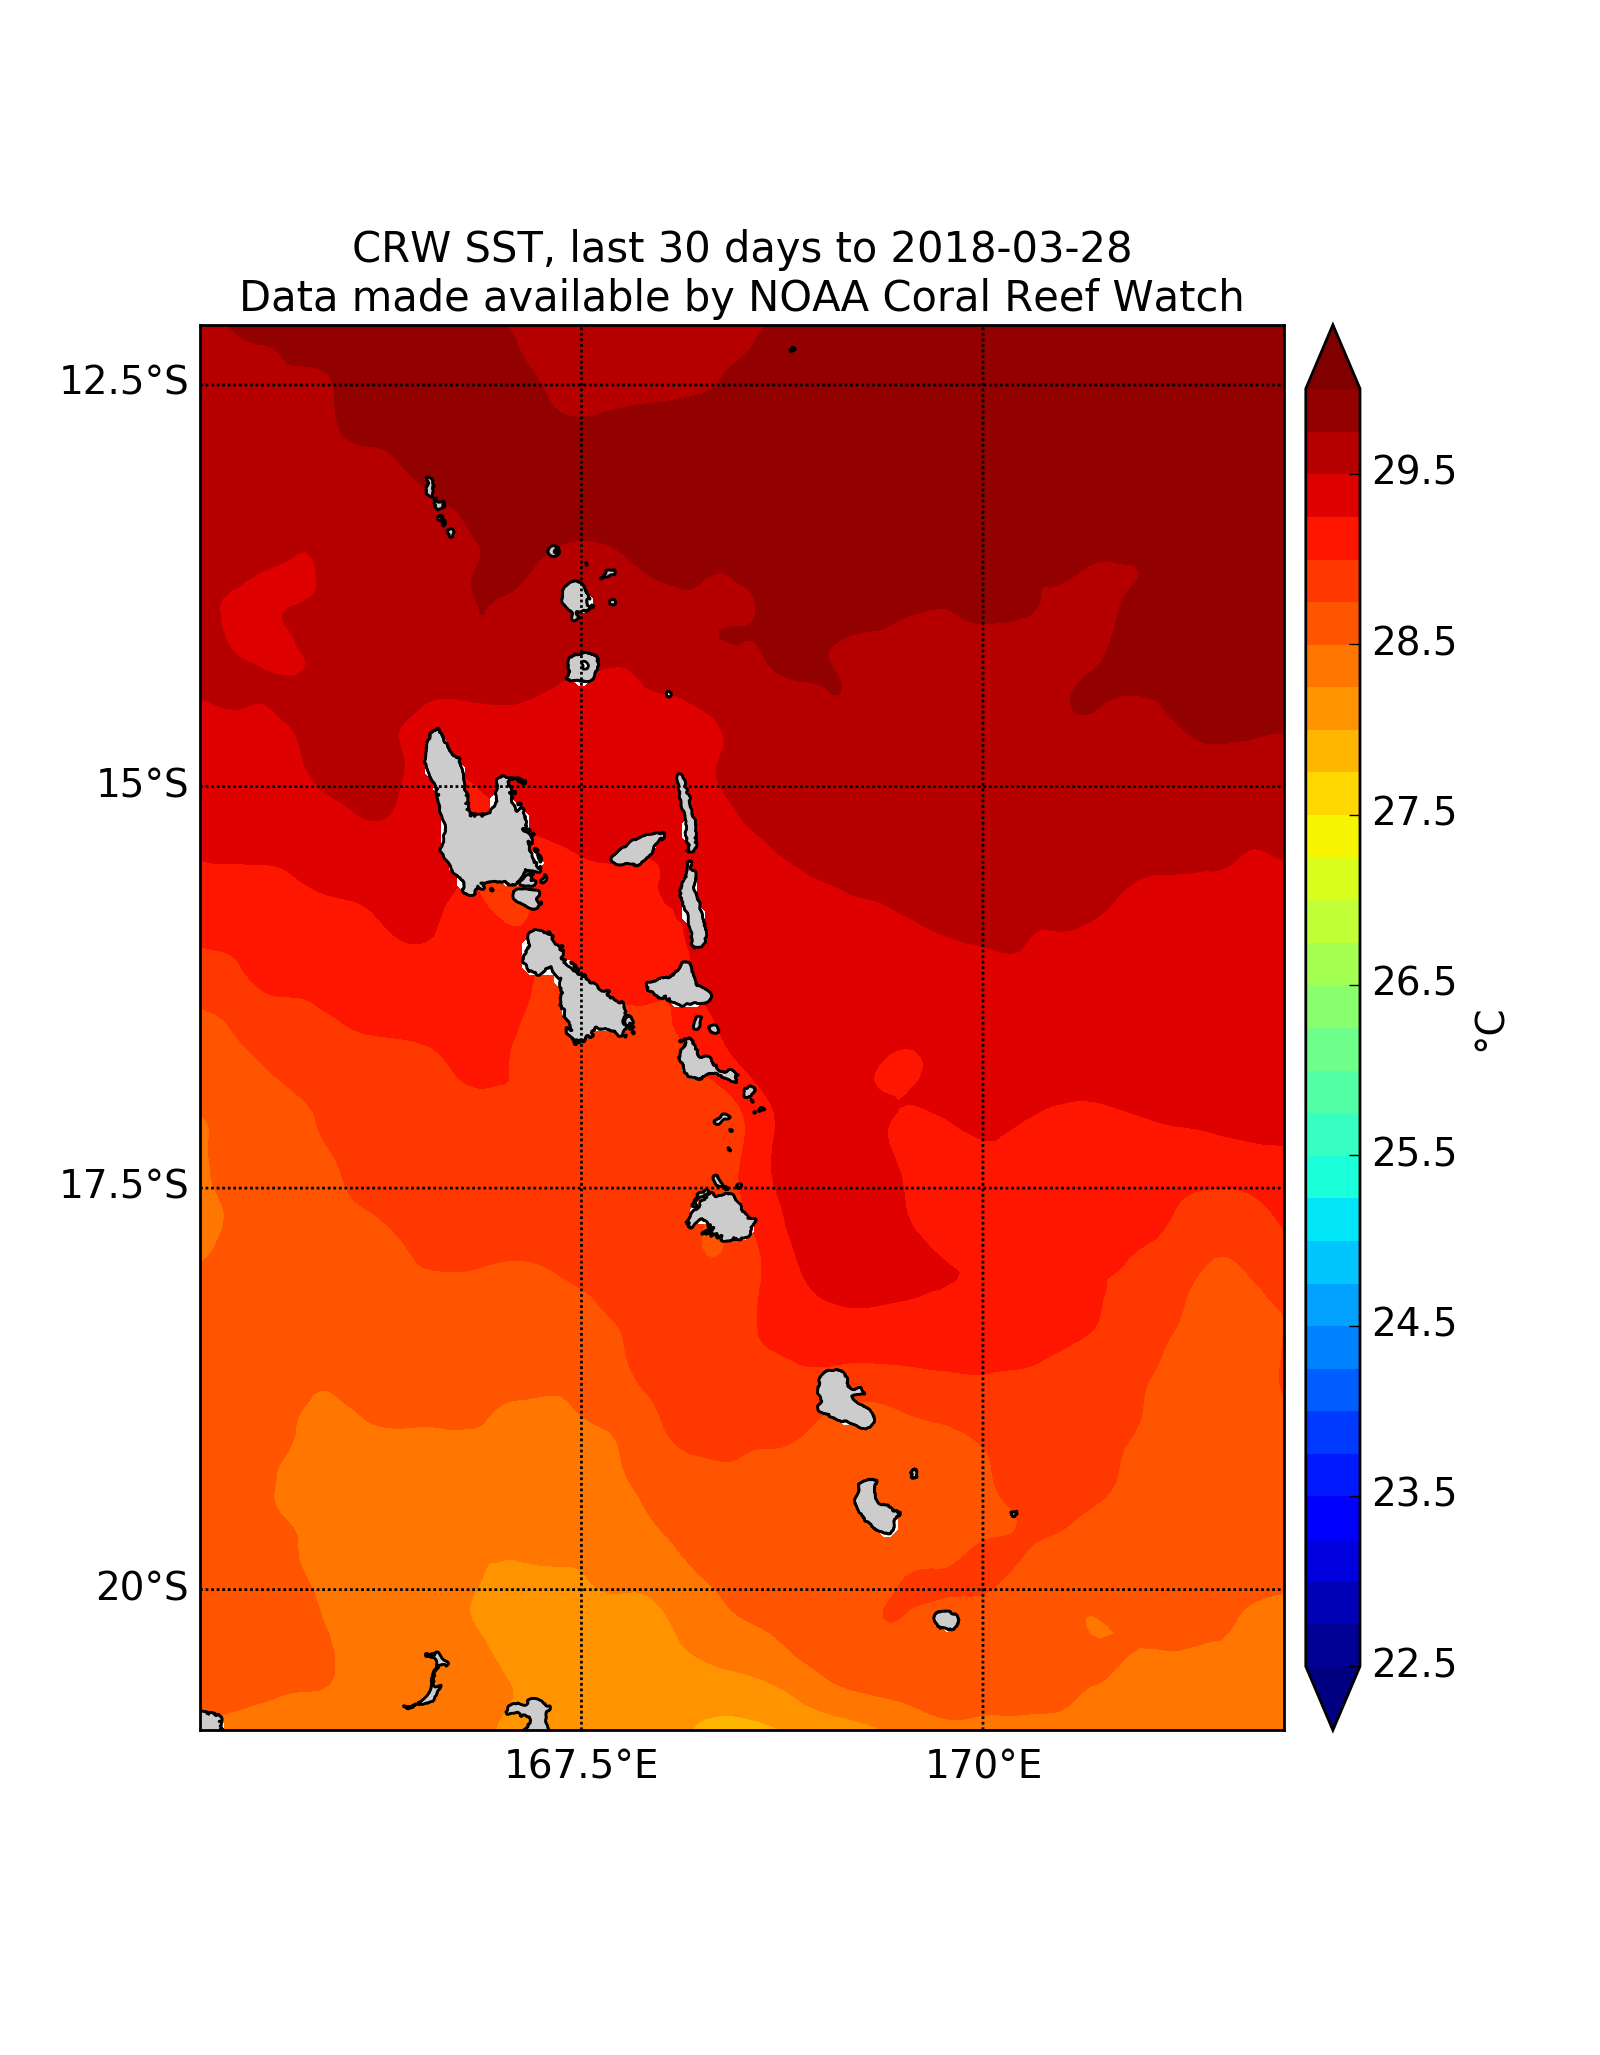 CRW SST, last 30 days to 2018-03-28
Data made available by NOAA Coral Reef Watch
12.5°S
15°S
17.5°S
20°S
167.5°E
170°E
29.5
28.5
27.5
26.5
25.5
24.5
23.5
22.5
°C